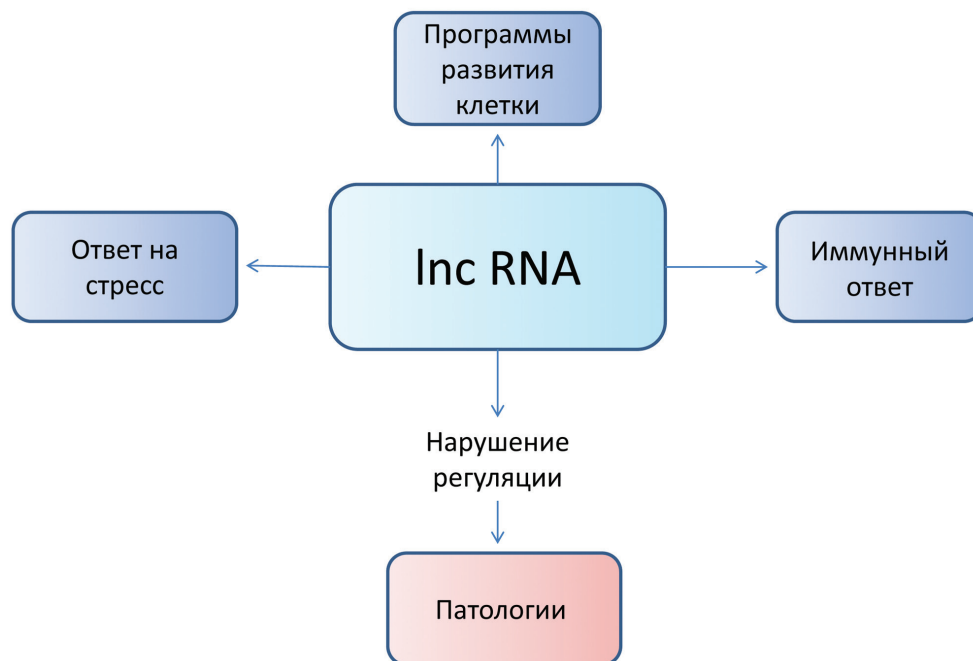 Программы
развития
клетки
Ответ на
стресс
lnc RNA
Иммунный
ответ
Нарушение
регуляции
Патологии